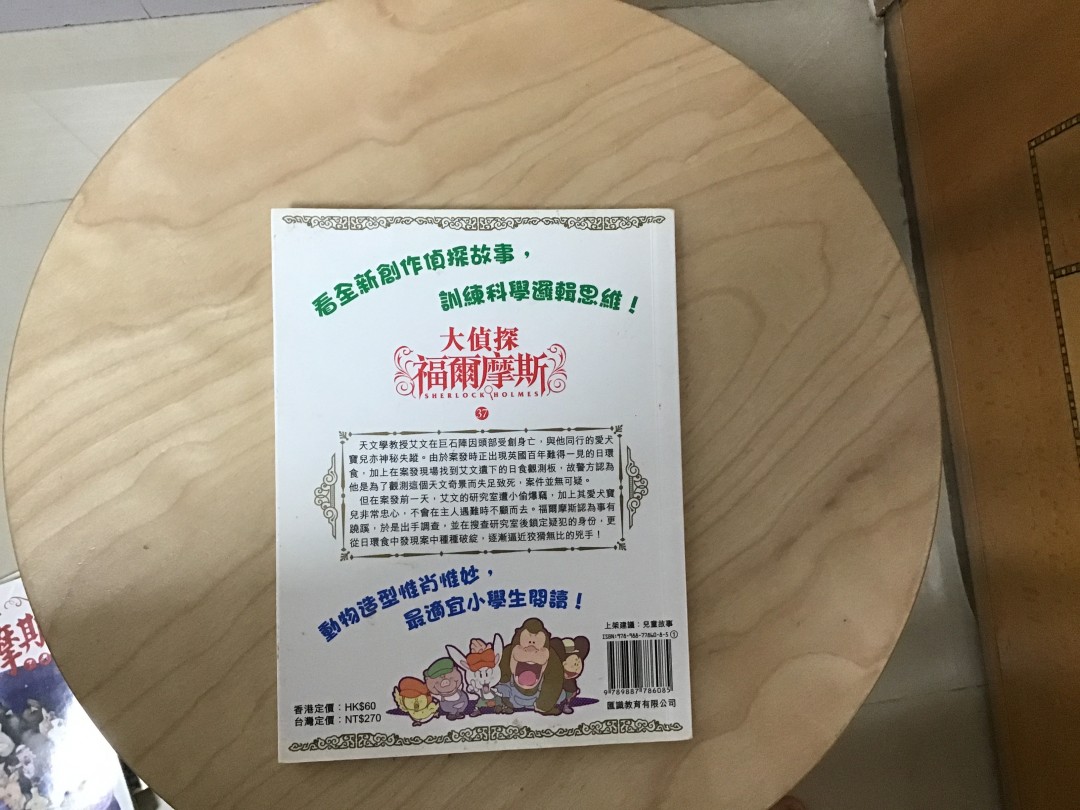 看全新創作偵探故事，
訓練科學邏輯思維！
大偵探
福爾摩斯
SHERLOCK HOLMES
37
天文學教授艾文在巨石陣因頭部受創身亡，與他同行的愛犬
寶兒亦神秘失蹤。由於案發時正出現英國百年難得一見的日環
食，加上在案發現場找到艾文遺下的日食觀測板，故警方認為
他是為了觀測這個天文奇景而失足致死，案件並無可疑。
但在案發前一天，艾文的研究室遭小偷爆竊，加上其愛犬寶
兒非常忠心，不會在主人遇難時不顧而去。福爾摩斯認為事有
蹺蹊，於是出手調查，並在搜查研究室後鎖定疑犯的身份，更
從日環食中發現案中種種破綻，逐漸逼近狡猾無比的兇手！
動物造型惟肖惟妙，
最適宜小學生閱讀！
上架建議：兒童故事
ISBN:978-988-77860-8-5
9 789887 786085
匯識教育有限公司
香港定價：HK$60
台灣定價：NT$270
摩斯